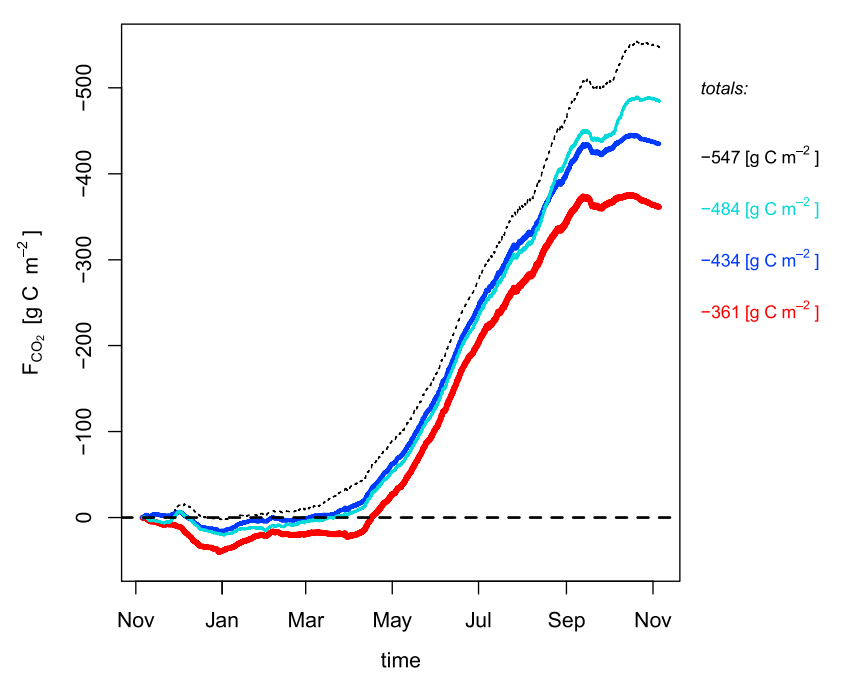 −500
−400
−300
−200
−100
0
F_CO₂ [g C m⁻²]
Nov Jan Mar May Jul Sep Nov
time
totals:
−547 [g C m⁻²]
−484 [g C m⁻²]
−434 [g C m⁻²]
−361 [g C m⁻²]